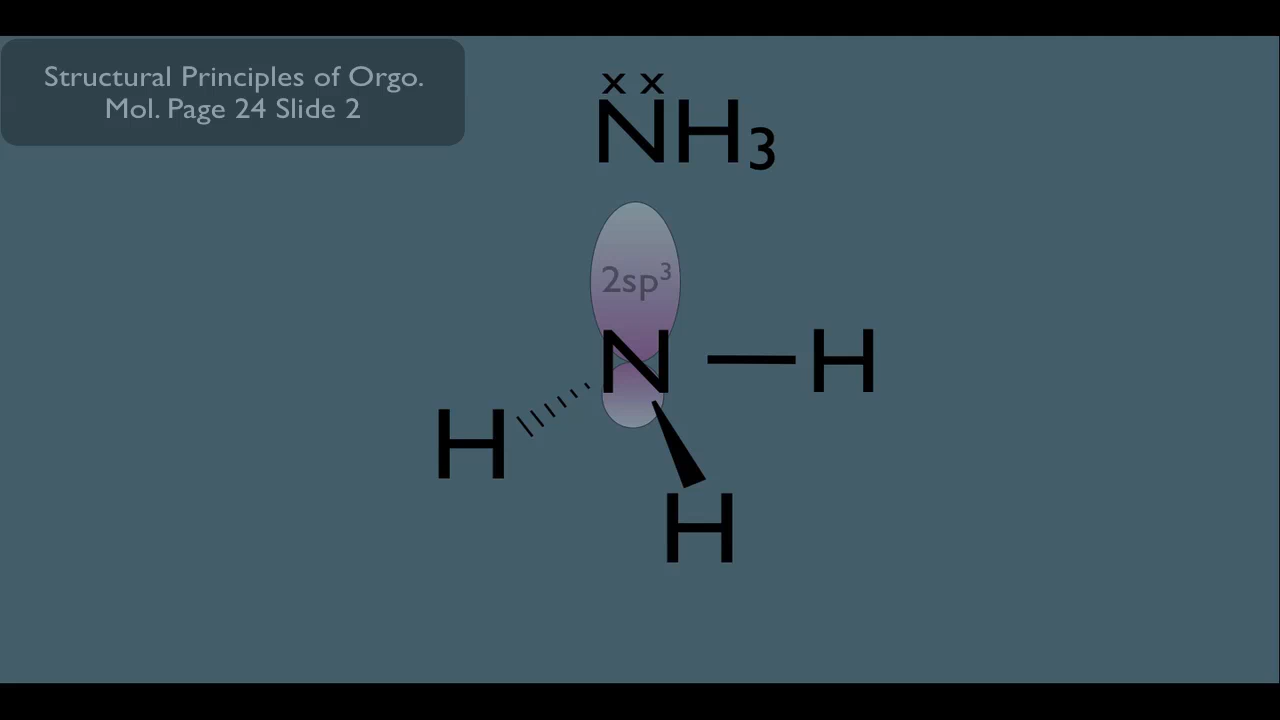 Structural Principles of Orgo.
Mol. Page 24 Slide 2
x x
NH₃
2sp³
N H
H
H